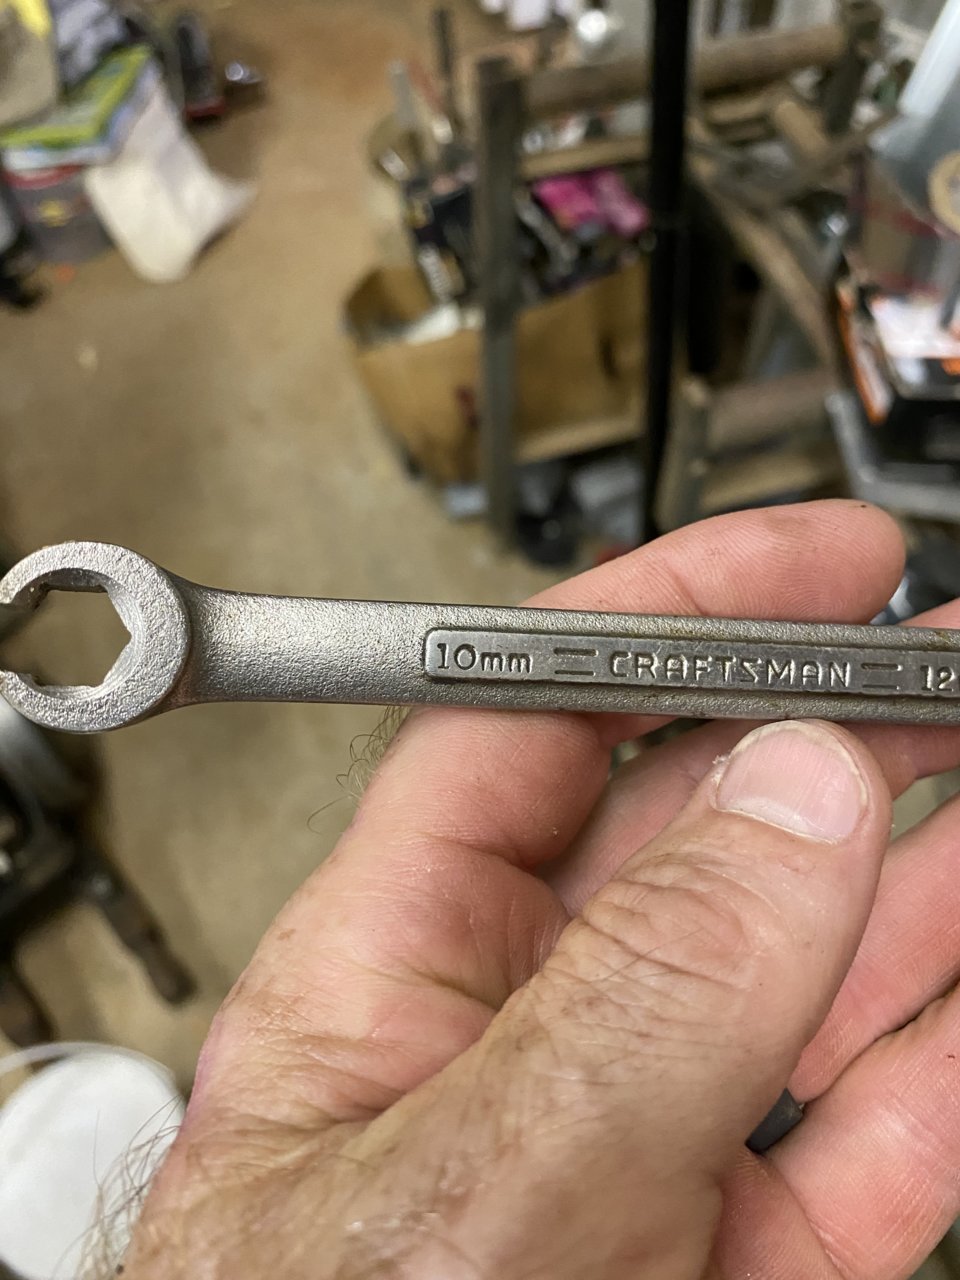 10mm = CRAFTSMAN = 12